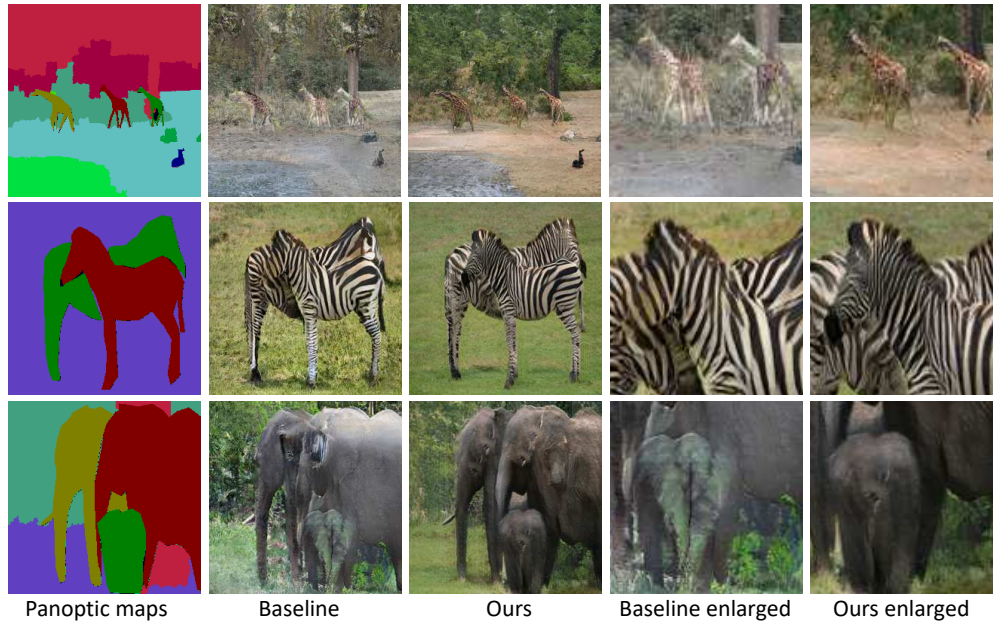 Panoptic maps
Baseline
Ours
Baseline enlarged
Ours enlarged